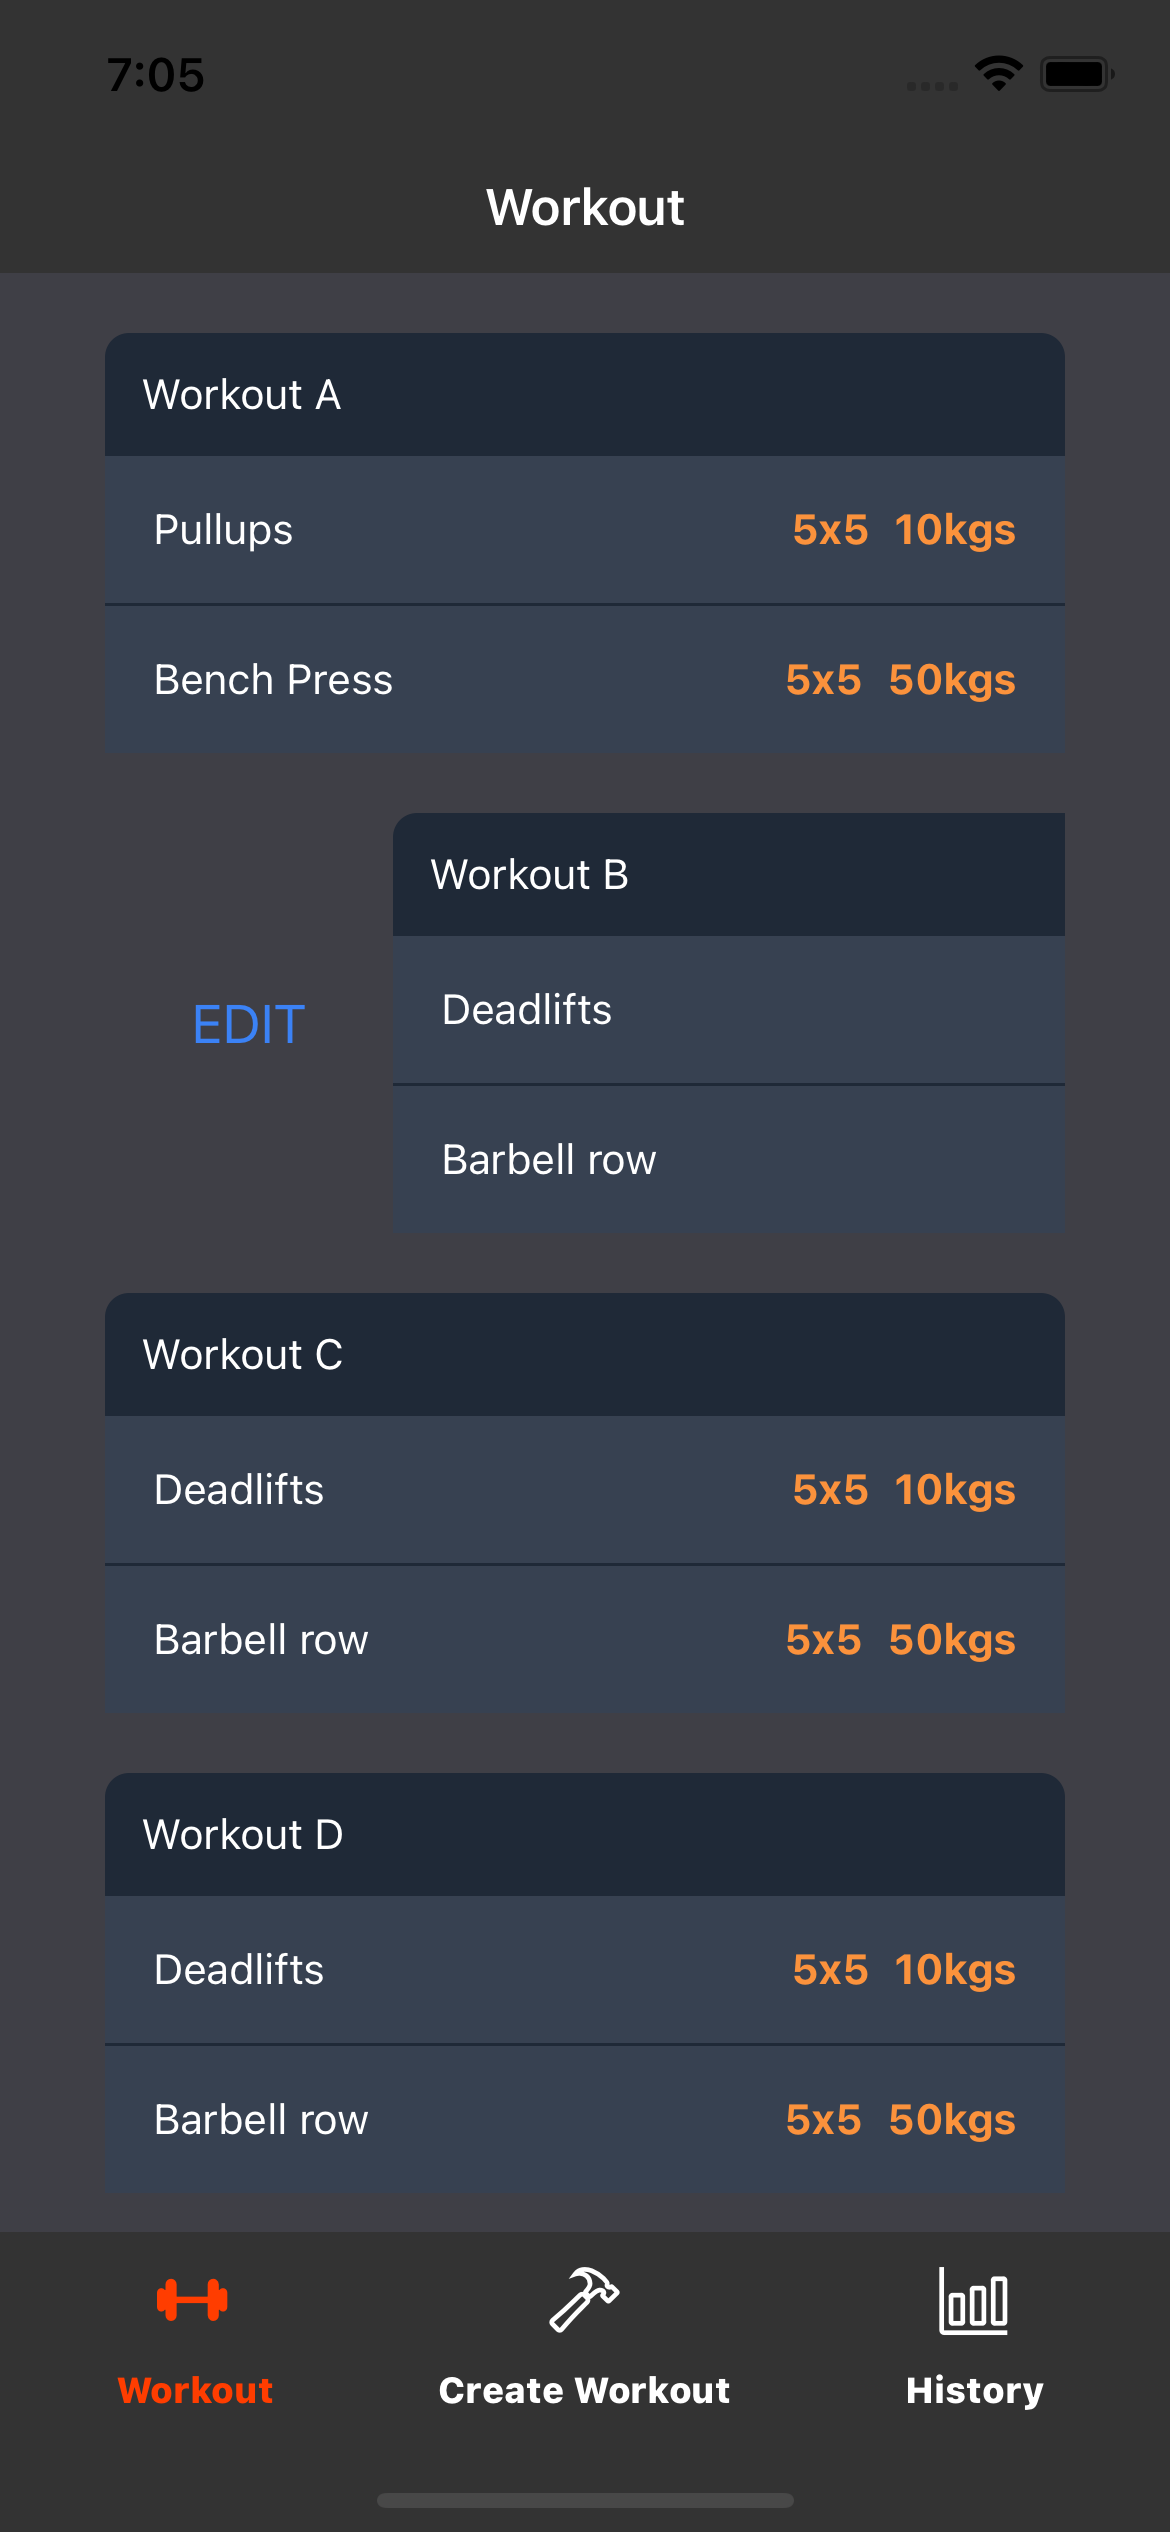 7:05
Workout
Workout A
Pullups 5x5 10kgs
Bench Press 5x5 50kgs
Workout B
Deadlifts
EDIT
Barbell row
Workout C
Deadlifts 5x5 10kgs
Barbell row 5x5 50kgs
Workout D
Deadlifts 5x5 10kgs
Barbell row 5x5 50kgs
Workout Create Workout History